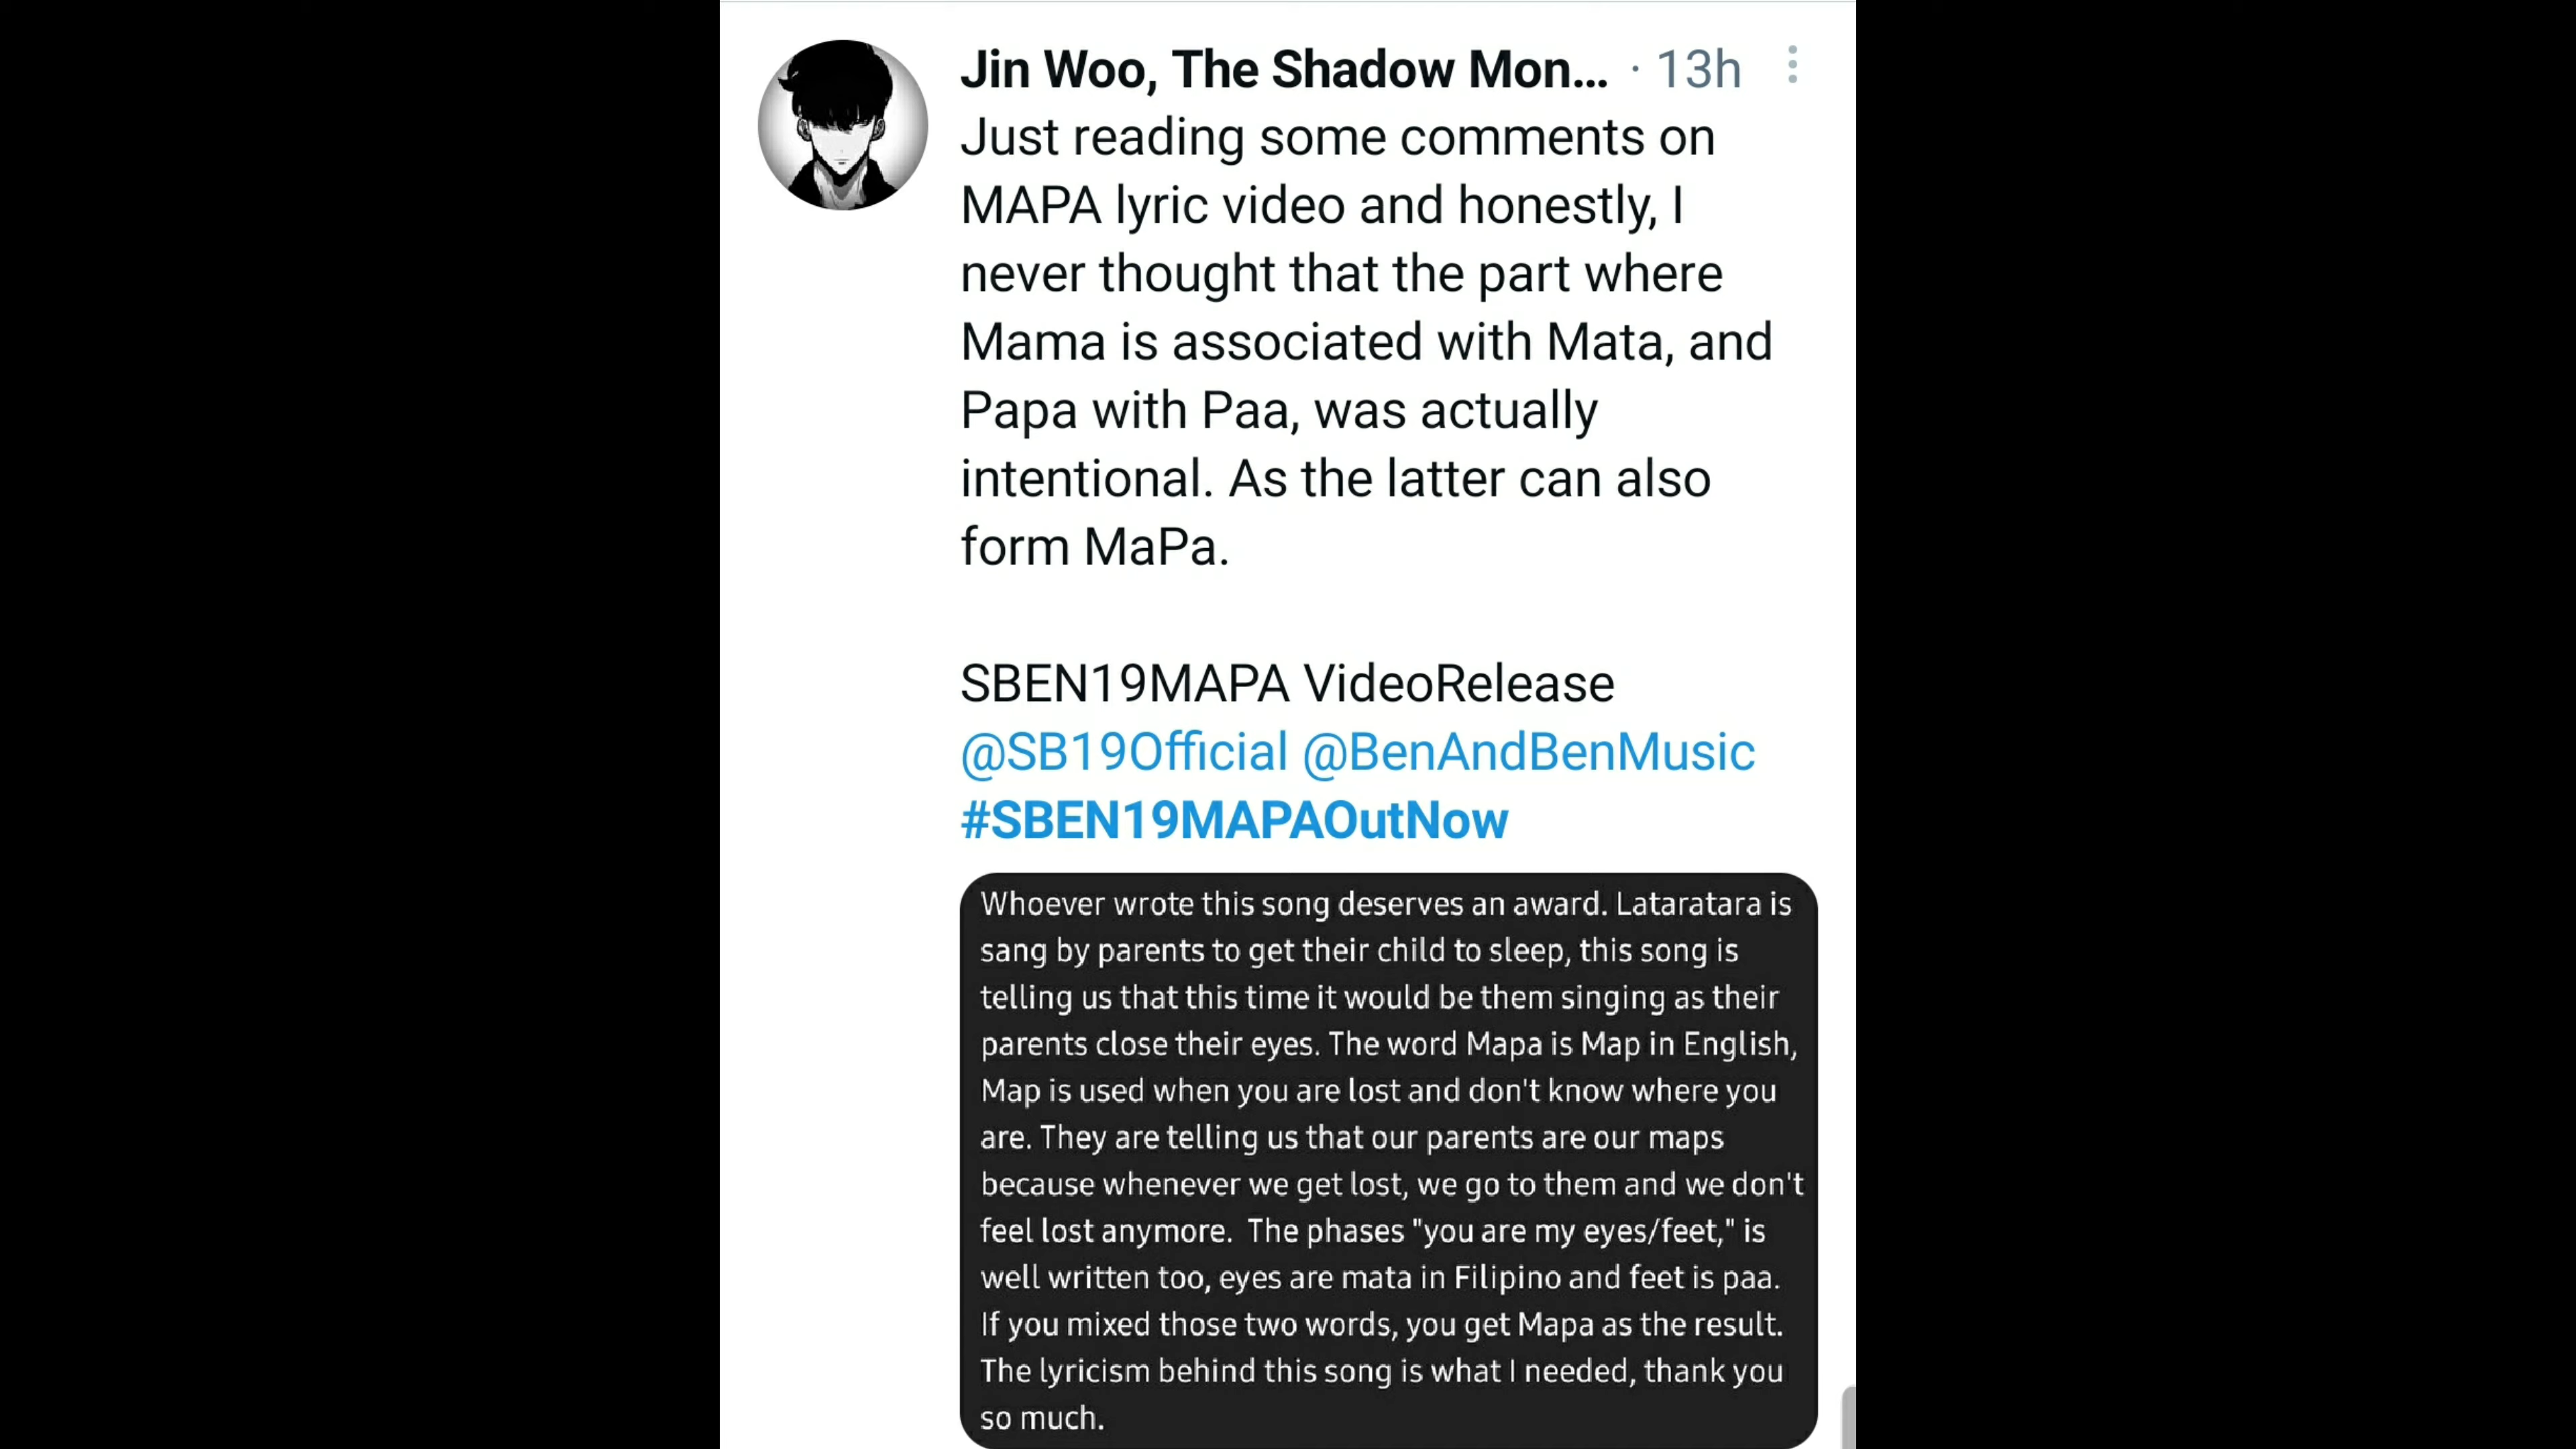 Jin Woo, The Shadow Mon... · 13h
Just reading some comments on
MAPA lyric video and honestly, I
never thought that the part where
Mama is associated with Mata, and
Papa with Paa, was actually
intentional. As the latter can also
form MaPa.
SBEN19MAPA VideoRelease
@SB19Official @BenAndBenMusic
#SBEN19MAPAOutNow
Whoever wrote this song deserves an award. Lataratara is
sang by parents to get their child to sleep, this song is
telling us that this time it would be them singing as their
parents close their eyes. The word Mapa is Map in English,
Map is used when you are lost and don't know where you
are. They are telling us that our parents are our maps
because whenever we get lost, we go to them and we don't
feel lost anymore.  The phases "you are my eyes/feet," is
well written too, eyes are mata in Filipino and feet is paa.
If you mixed those two words, you get Mapa as the result.
The lyricism behind this song is what I needed, thank you
so much.